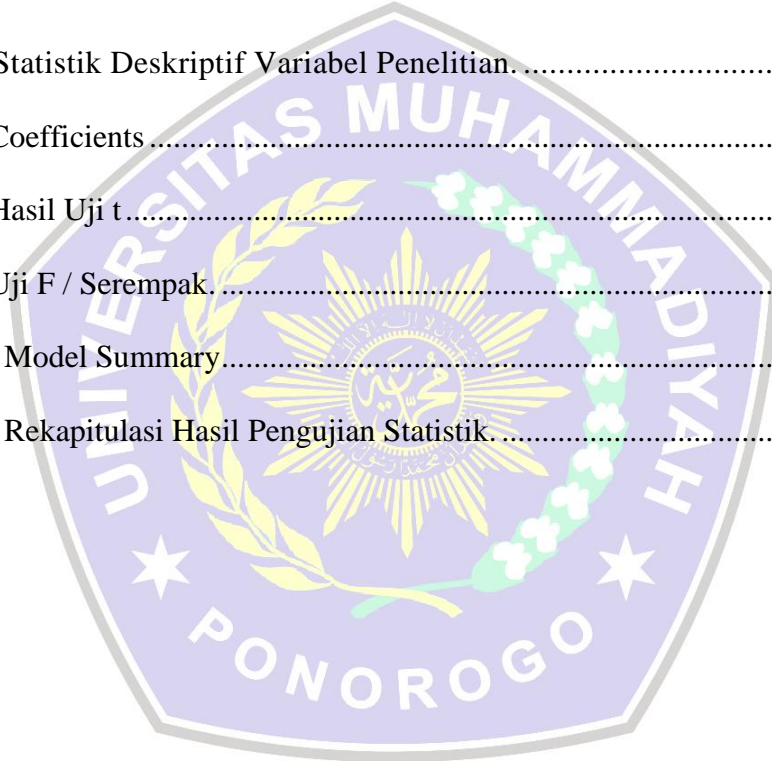 Statistik Deskriptif Variabel Penelitian. ..............................
Coefficients ..........................................................................
Hasil Uji t ............................................................................
Uji F / Serempak. ..................................................................
Model Summary.................................................................
Rekapitulasi Hasil Pengujian Statistik. ................................
UNIVERSITAS MUHAMMADIYAH
PONOROGO